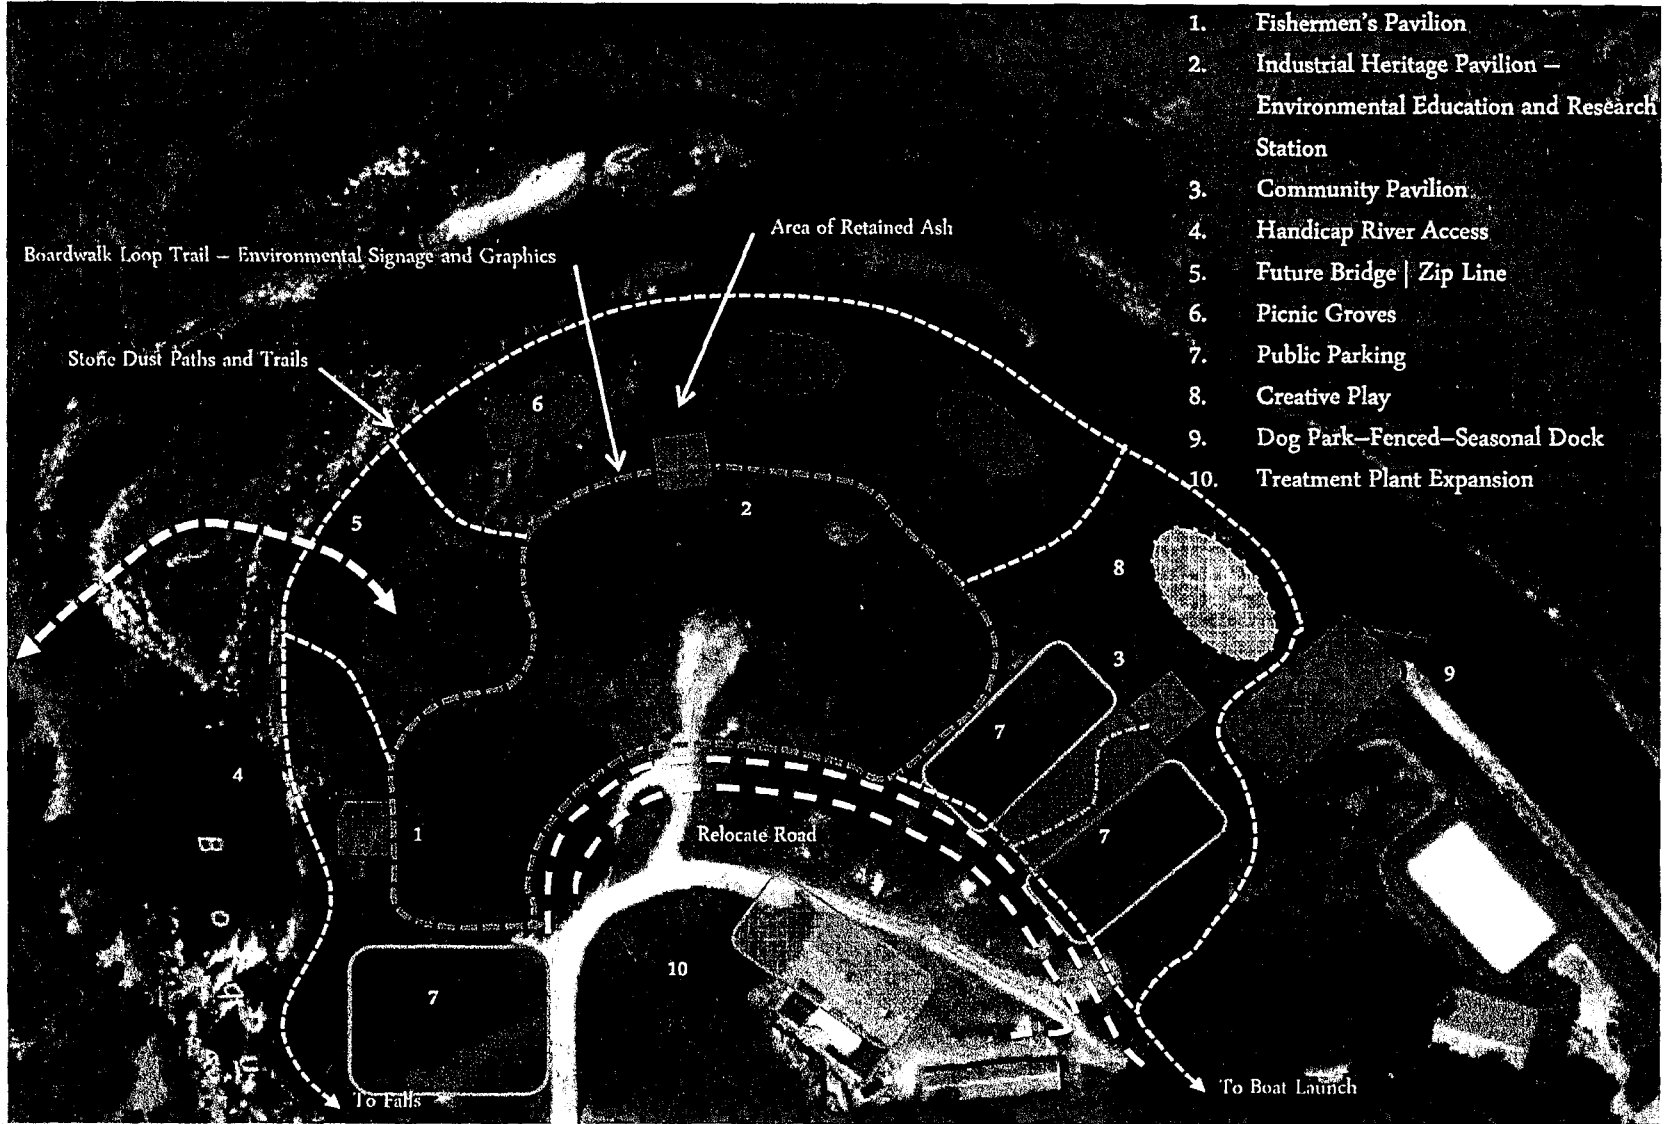 1. Fishermen's Pavilion
2. Industrial Heritage Pavilion –
Environmental Education and Research
Station
3. Community Pavilion
4. Handicap River Access
5. Future Bridge | Zip Line
6. Picnic Groves
7. Public Parking
8. Creative Play
9. Dog Park–Fenced–Seasonal Dock
10. Treatment Plant Expansion
Area of Retained Ash
Boardwalk Loop Trail – Environmental Signage and Graphics
Stone Dust Paths and Trails
6
5
2
8
3
9
7
4
1
Relocate Road
7
10
7
To Falls
To Boat Launch